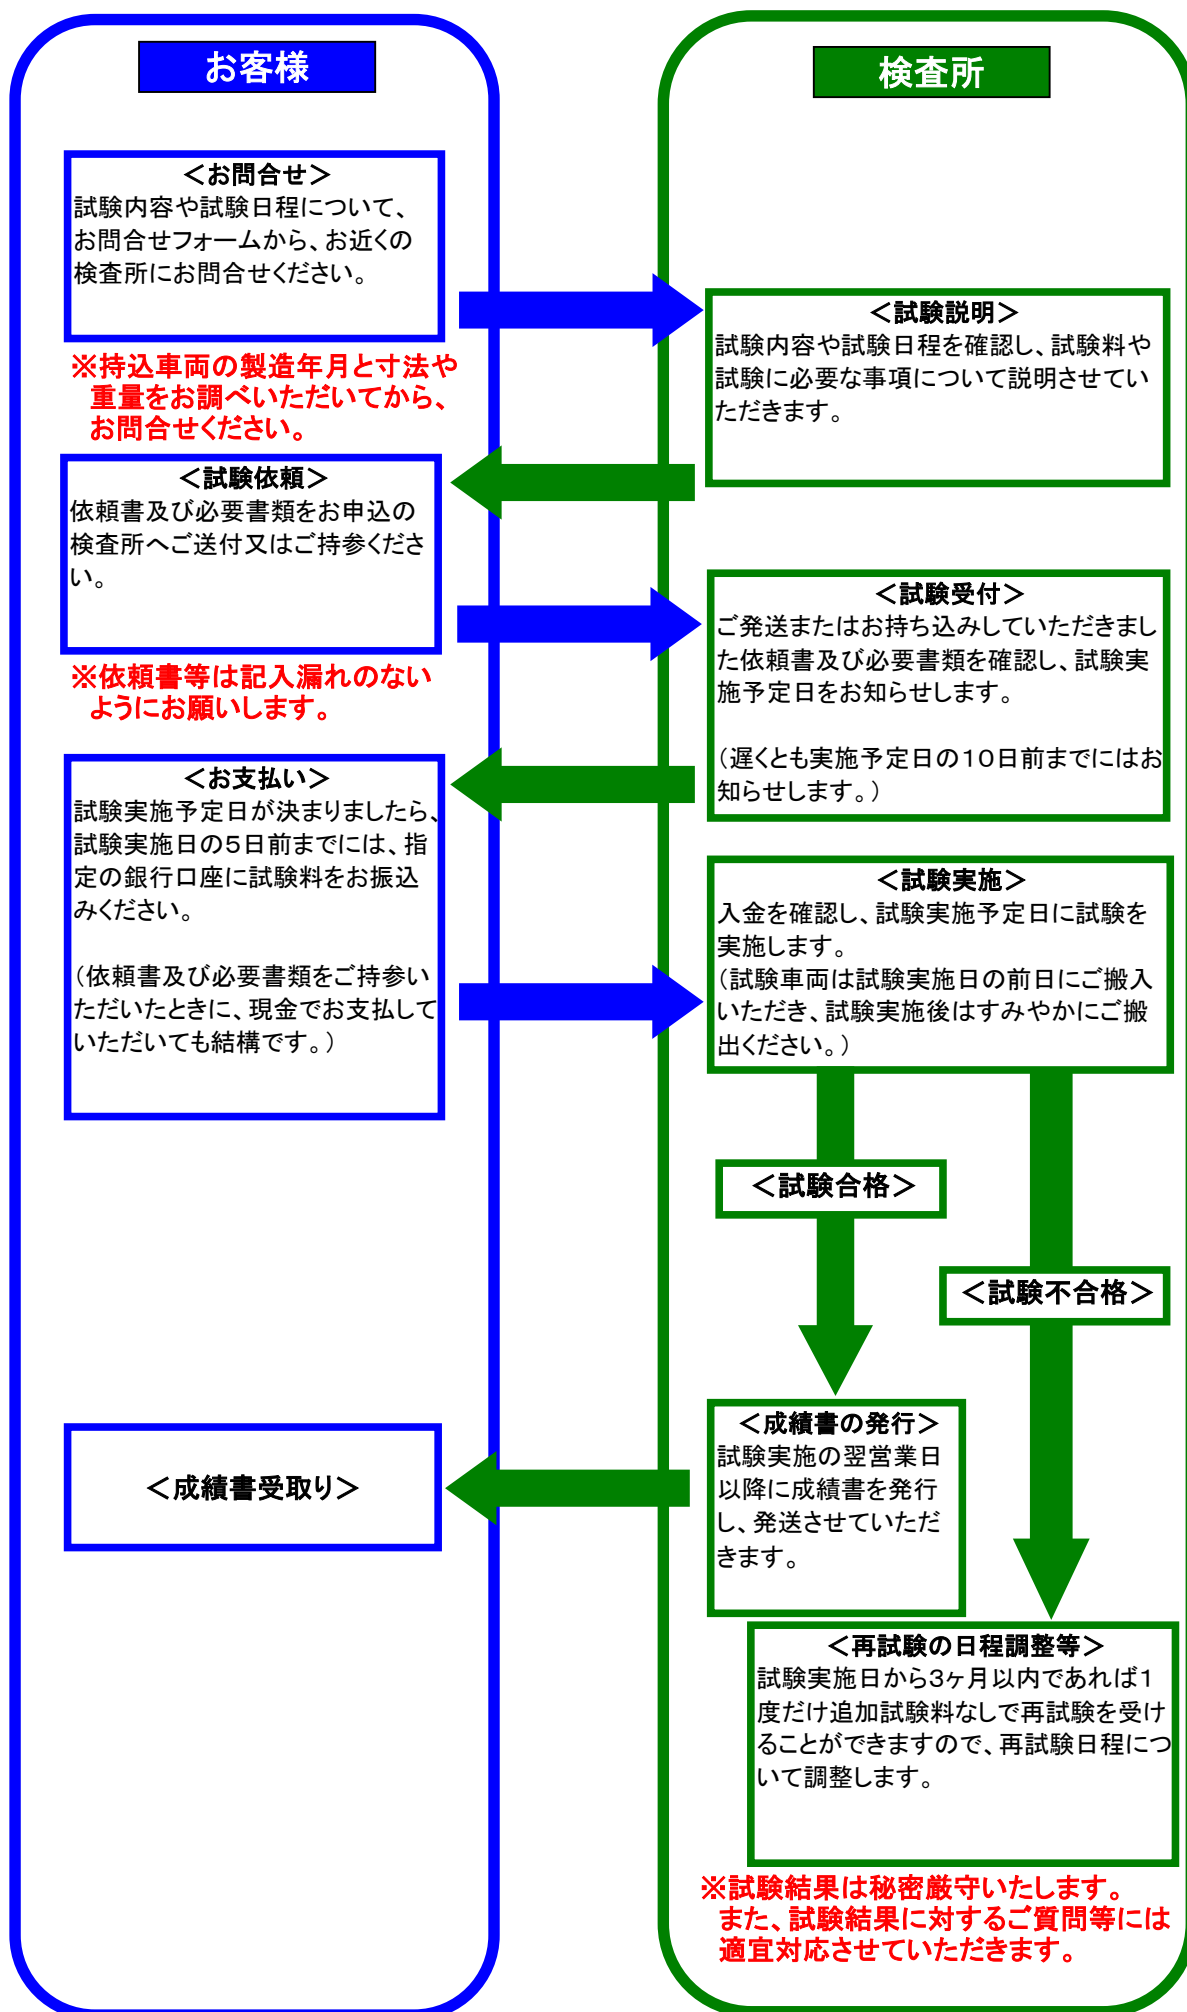 お客様
検査所
＜お問合せ＞
試験内容や試験日程について、
お問合せフォームから、お近くの
検査所にお問合せください。
※持込車両の製造年月と寸法や
重量をお調べいただいてから、
お問合せください。
＜試験説明＞
試験内容や試験日程を確認し、試験料や
試験に必要な事項について説明させてい
ただきます。
＜試験依頼＞
依頼書及び必要書類をお申込の
検査所へご送付又はご持参くださ
い。
※依頼書等は記入漏れのない
ようにお願いします。
＜試験受付＞
ご発送またはお持ち込みしていただきまし
た依頼書及び必要書類を確認し、試験実
施予定日をお知らせします。
（遅くとも実施予定日の１０日前までにはお
知らせします。）
＜お支払い＞
試験実施予定日が決まりましたら、
試験実施日の５日前までには、指
定の銀行口座に試験料をお振込
みください。
（依頼書及び必要書類をご持参い
ただいたときに、現金でお支払して
いただいても結構です。）
＜試験実施＞
入金を確認し、試験実施予定日に試験を
実施します。
（試験車両は試験実施日の前日にご搬入
いただき、試験実施後はすみやかにご搬
出ください。）
＜試験合格＞
＜試験不合格＞
＜成績書の発行＞
試験実施の翌営業日
以降に成績書を発行
し、発送させていただ
きます。
＜成績書受取り＞
＜再試験の日程調整等＞
試験実施日から３ヶ月以内であれば１
度だけ追加試験料なしで再試験を受け
ることができますので、再試験日程につ
いて調整します。
※試験結果は秘密厳守いたします。
また、試験結果に対するご質問等には
適宜対応させていただきます。